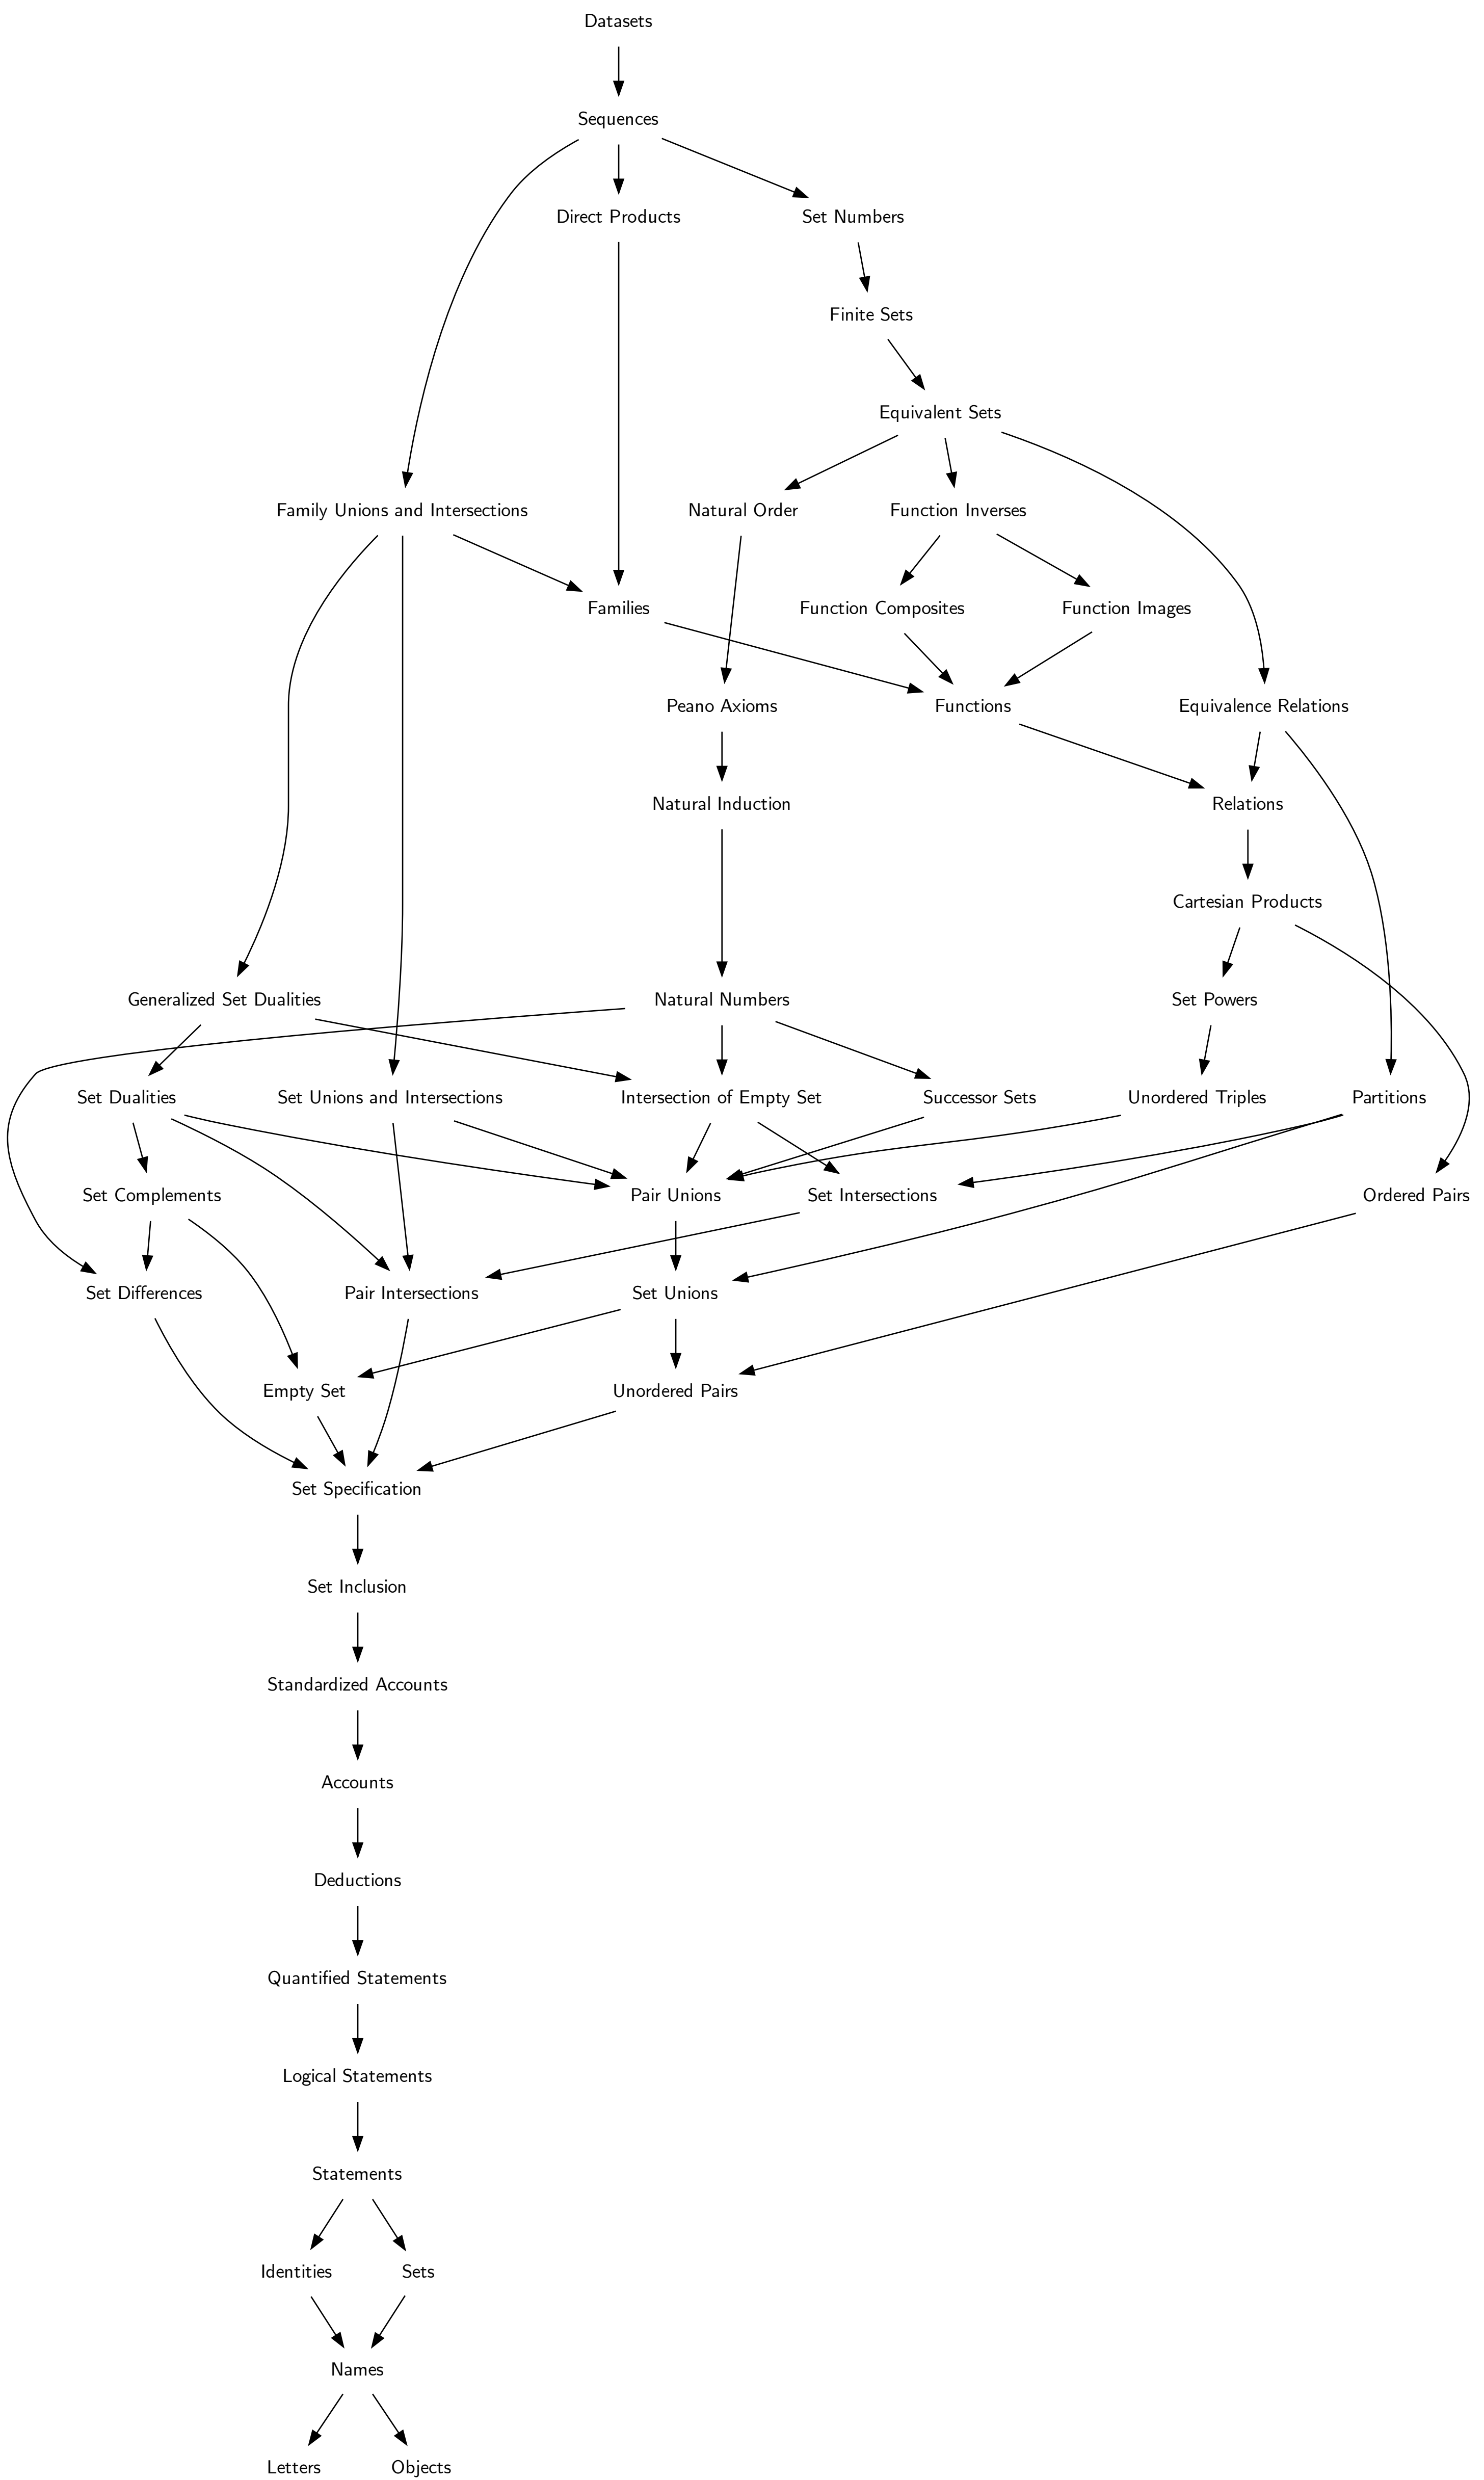 Datasets
Sequences
Direct Products
Set Numbers
Finite Sets
Equivalent Sets
Family Unions and Intersections
Natural Order
Function Inverses
Families
Function Composites
Function Images
Peano Axioms
Functions
Equivalence Relations
Natural Induction
Relations
Cartesian Products
Generalized Set Dualities
Natural Numbers
Set Powers
Set Dualities
Set Unions and Intersections
Intersection of Empty Set
Successor Sets
Unordered Triples
Partitions
Set Complements
Pair Unions
Set Intersections
Ordered Pairs
Set Differences
Pair Intersections
Set Unions
Empty Set
Unordered Pairs
Set Specification
Set Inclusion
Standardized Accounts
Accounts
Deductions
Quantified Statements
Logical Statements
Statements
Identities
Sets
Names
Letters
Objects